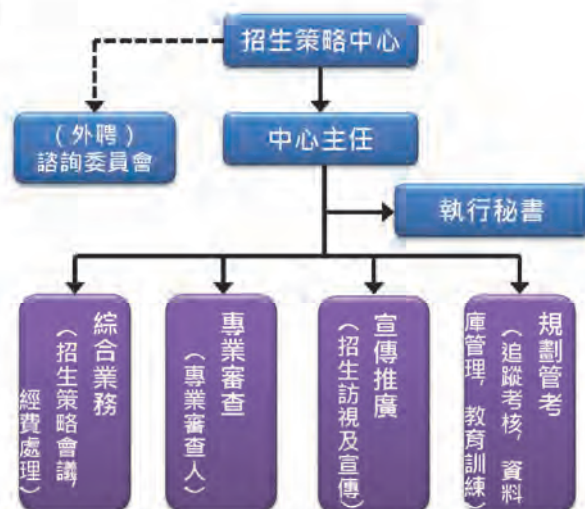 招生策略中心
（外聘）
諮詢委員會
中心主任
執行秘書
綜合業務
（招生策略會議，
經費處理）
專業審查
（專業審查人）
宣傳推廣
（招生訪視及宣傳）
規劃管考
（追蹤考核，資料
庫管理，教育訓練）